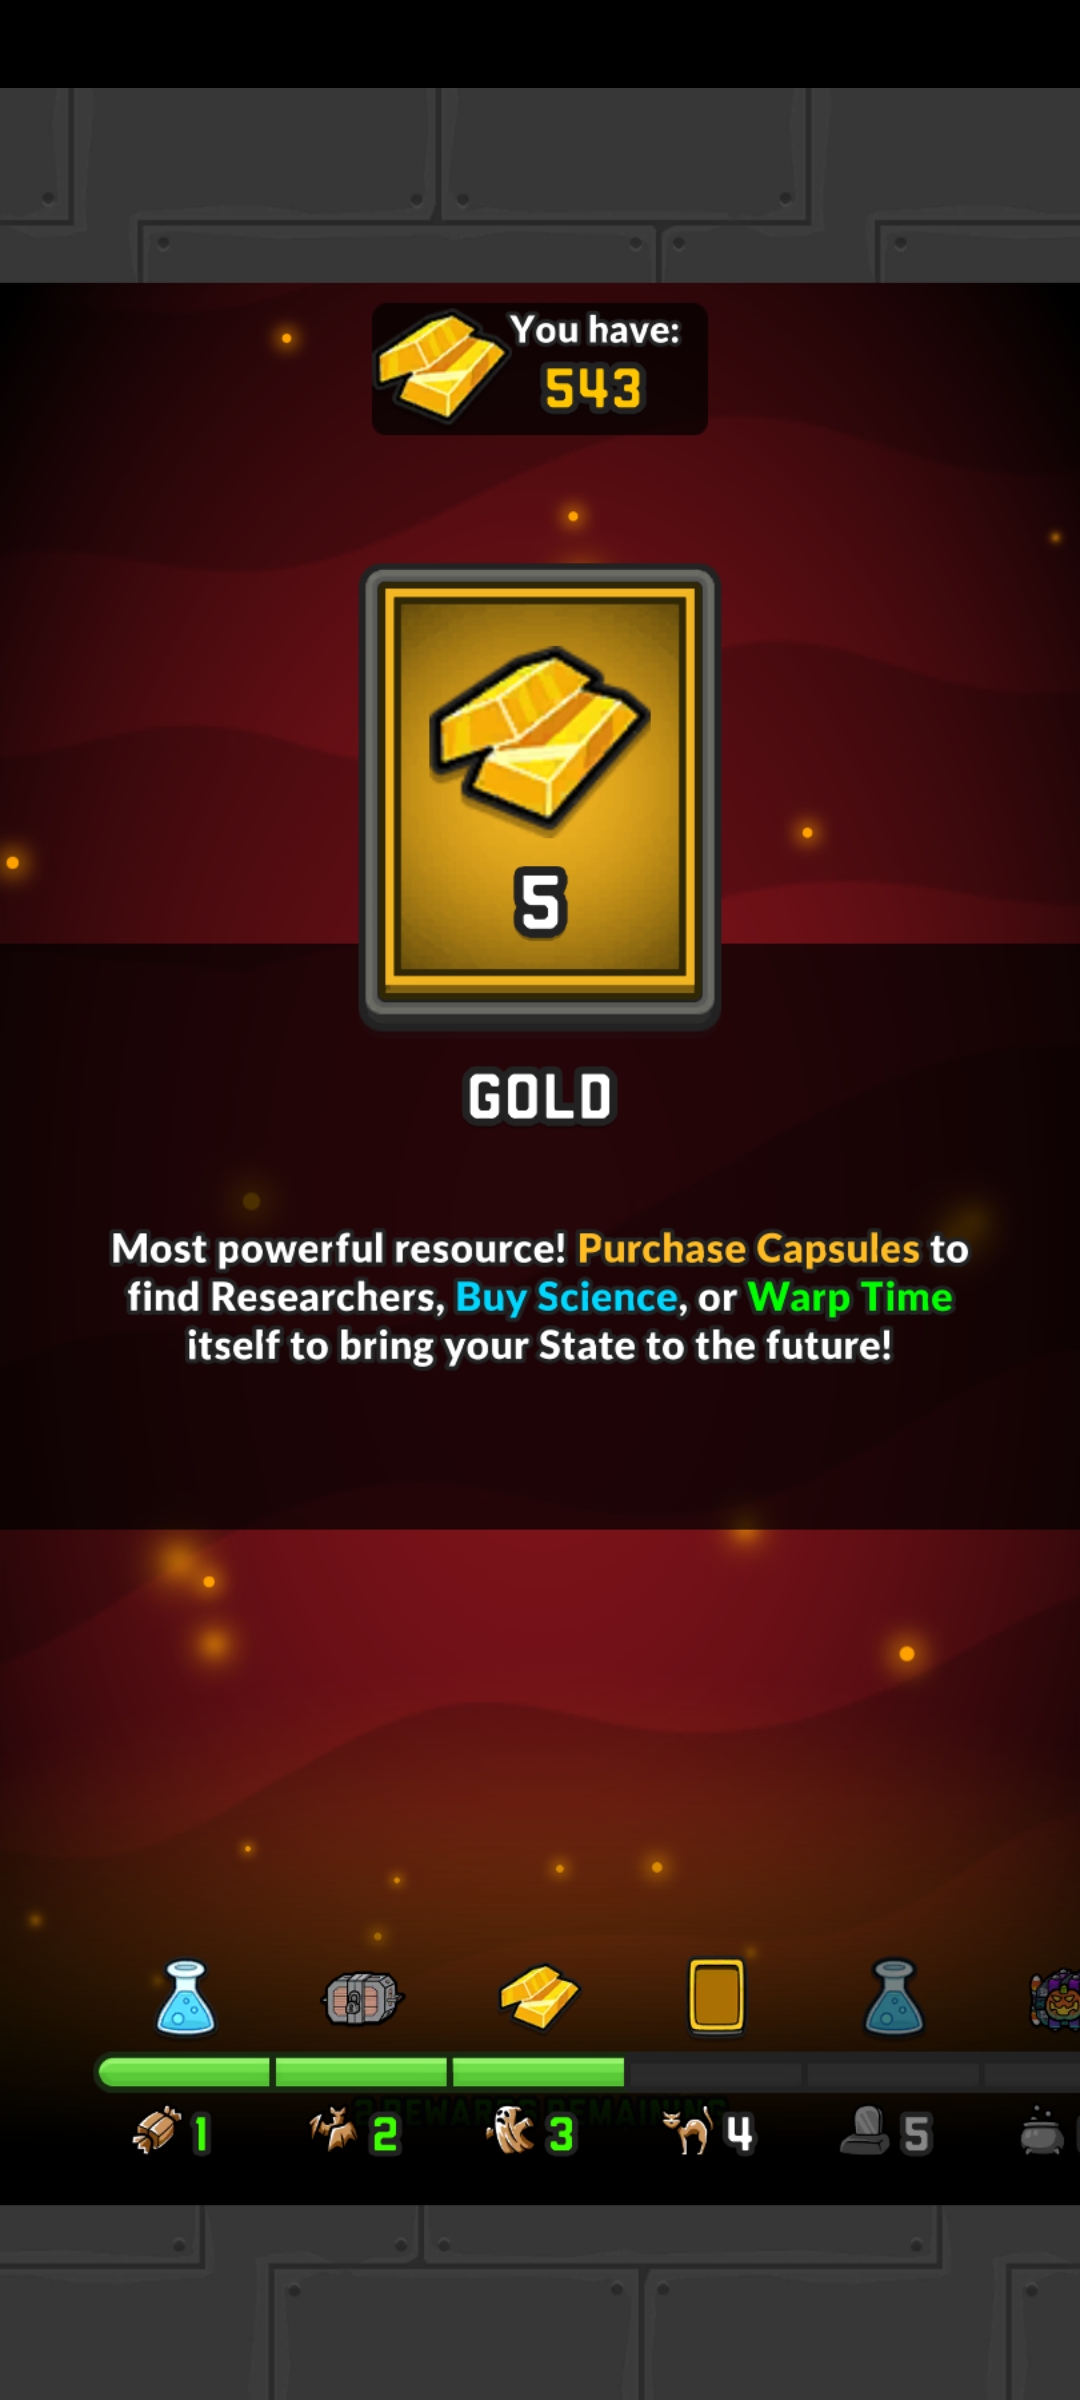 You have:
543
5
GOLD
Most powerful resource! Purchase Capsules to
find Researchers, Buy Science, or Warp Time
itself to bring your State to the future!
1 2 3 4 5